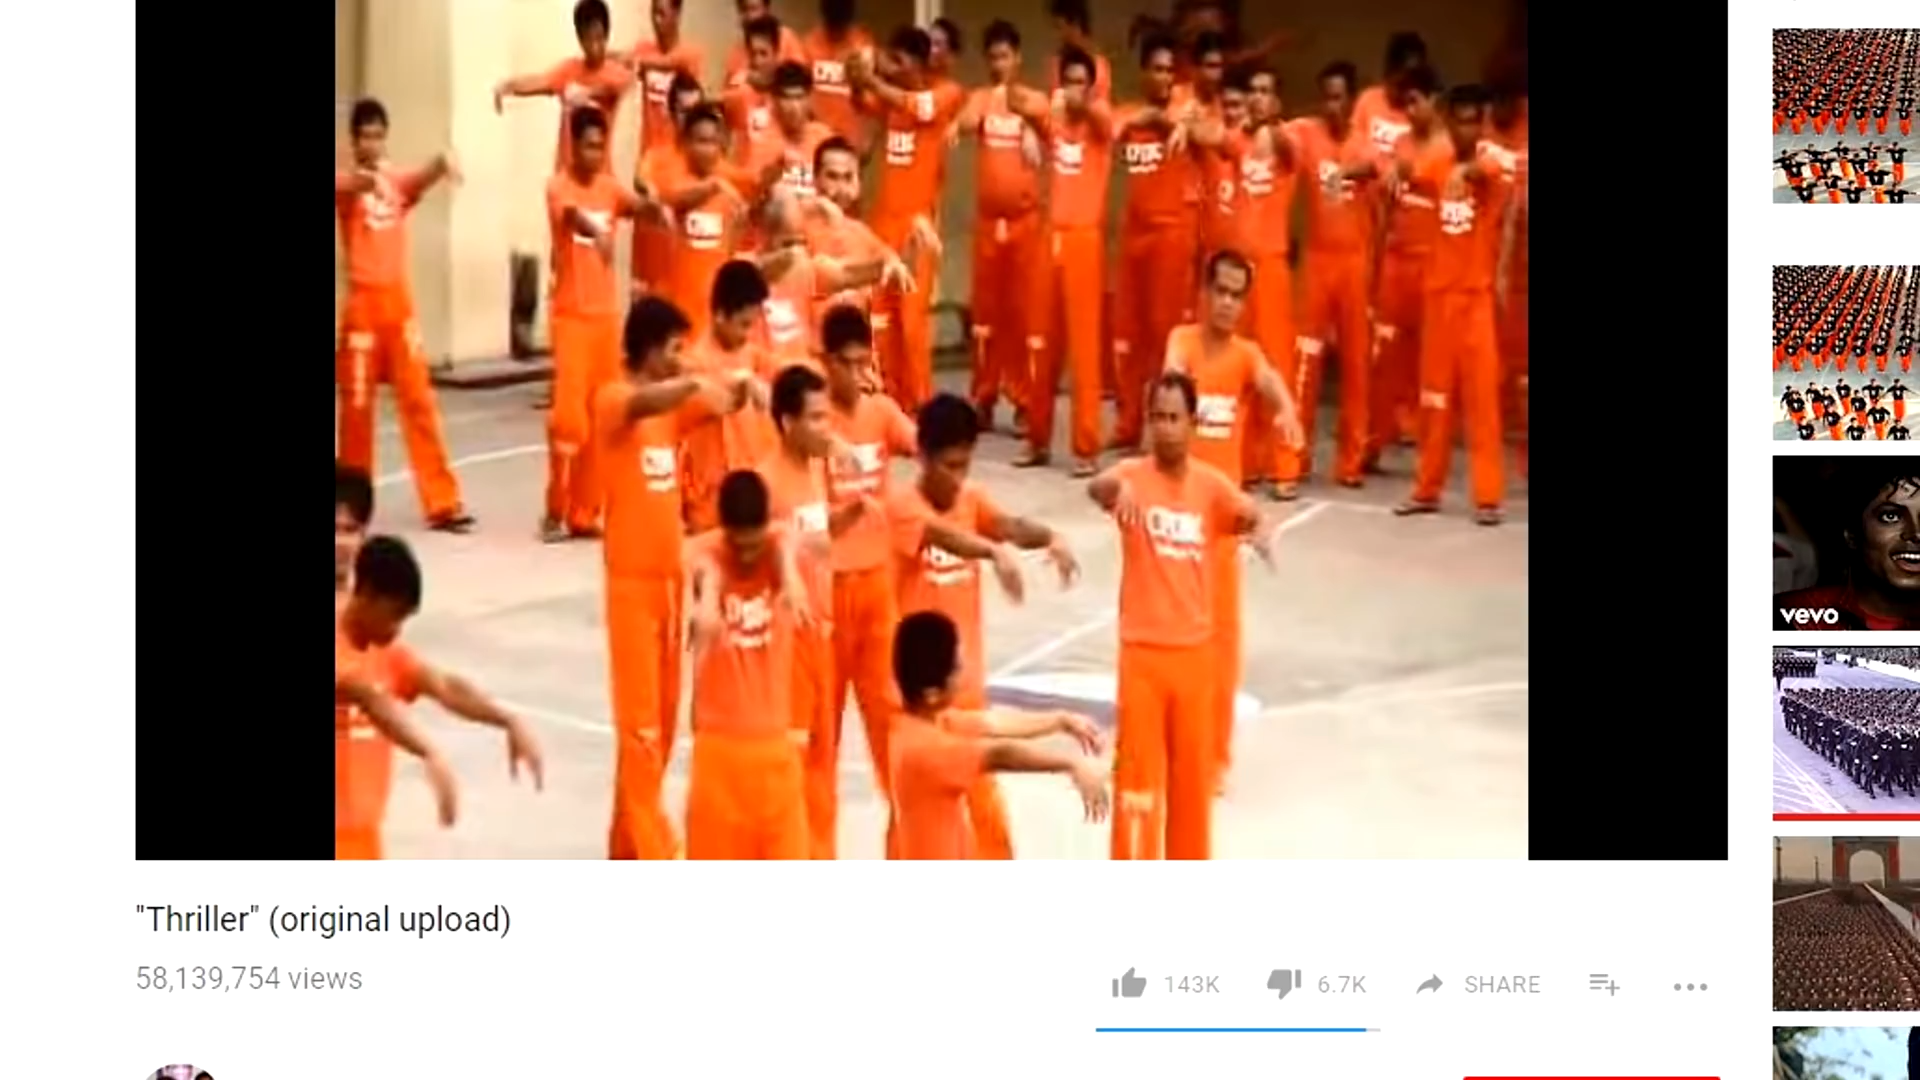 "Thriller" (original upload)
58,139,754 views
143K
6.7K
SHARE
vevo